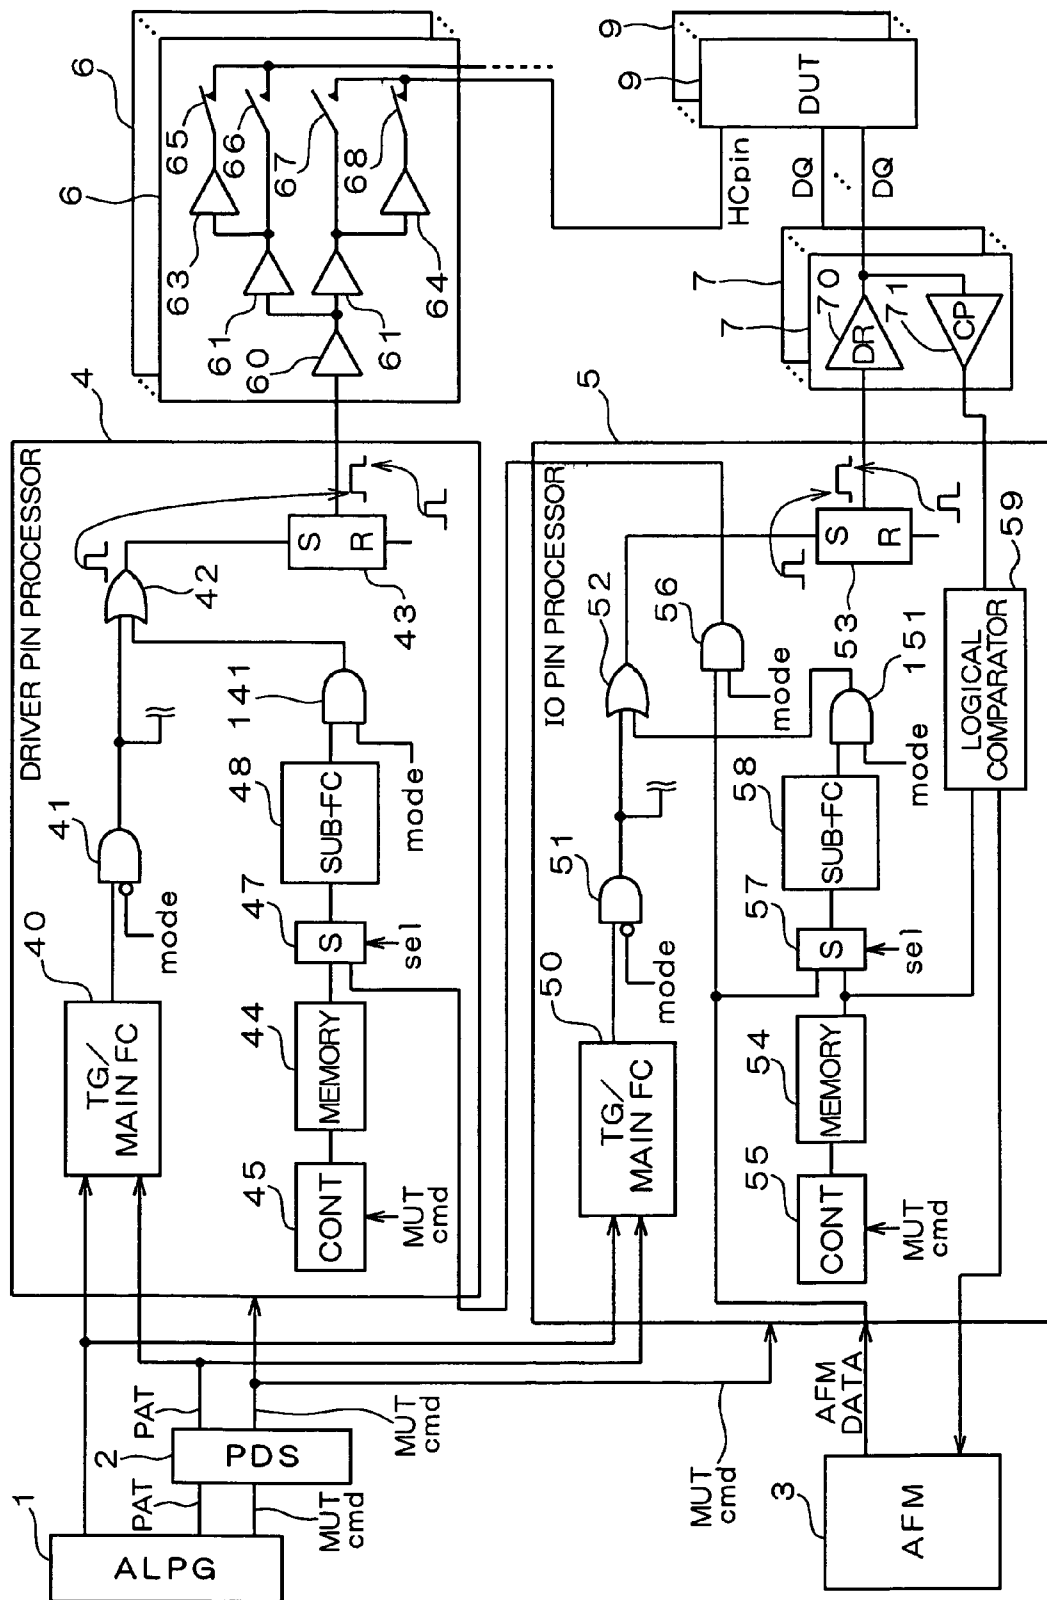 1
ALPG
PAT
MUT
cmd
2
PDS
PAT
MUT
cmd
MUT
cmd
3
AFM
AFM
DATA
4
DRIVER PIN PROCESSOR
40
TG/
MAIN FC
41
mode
42
S
R
43
45
CONT
MUT
cmd
44
MEMORY
47
S
sel
48
SUB-FC
141
mode
5
IO PIN PROCESSOR
50
TG/
MAIN FC
51
mode
52
56
mode
S
R
53
55
CONT
MUT
cmd
54
MEMORY
57
S
sel
58
SUB-FC
151
mode
59
LOGICAL
COMPARATOR
6
6
60
61
61
63
64
65
66
67
68
7
7
70
DR
71
CP
HCpin
DQ
DQ
9
9
DUT